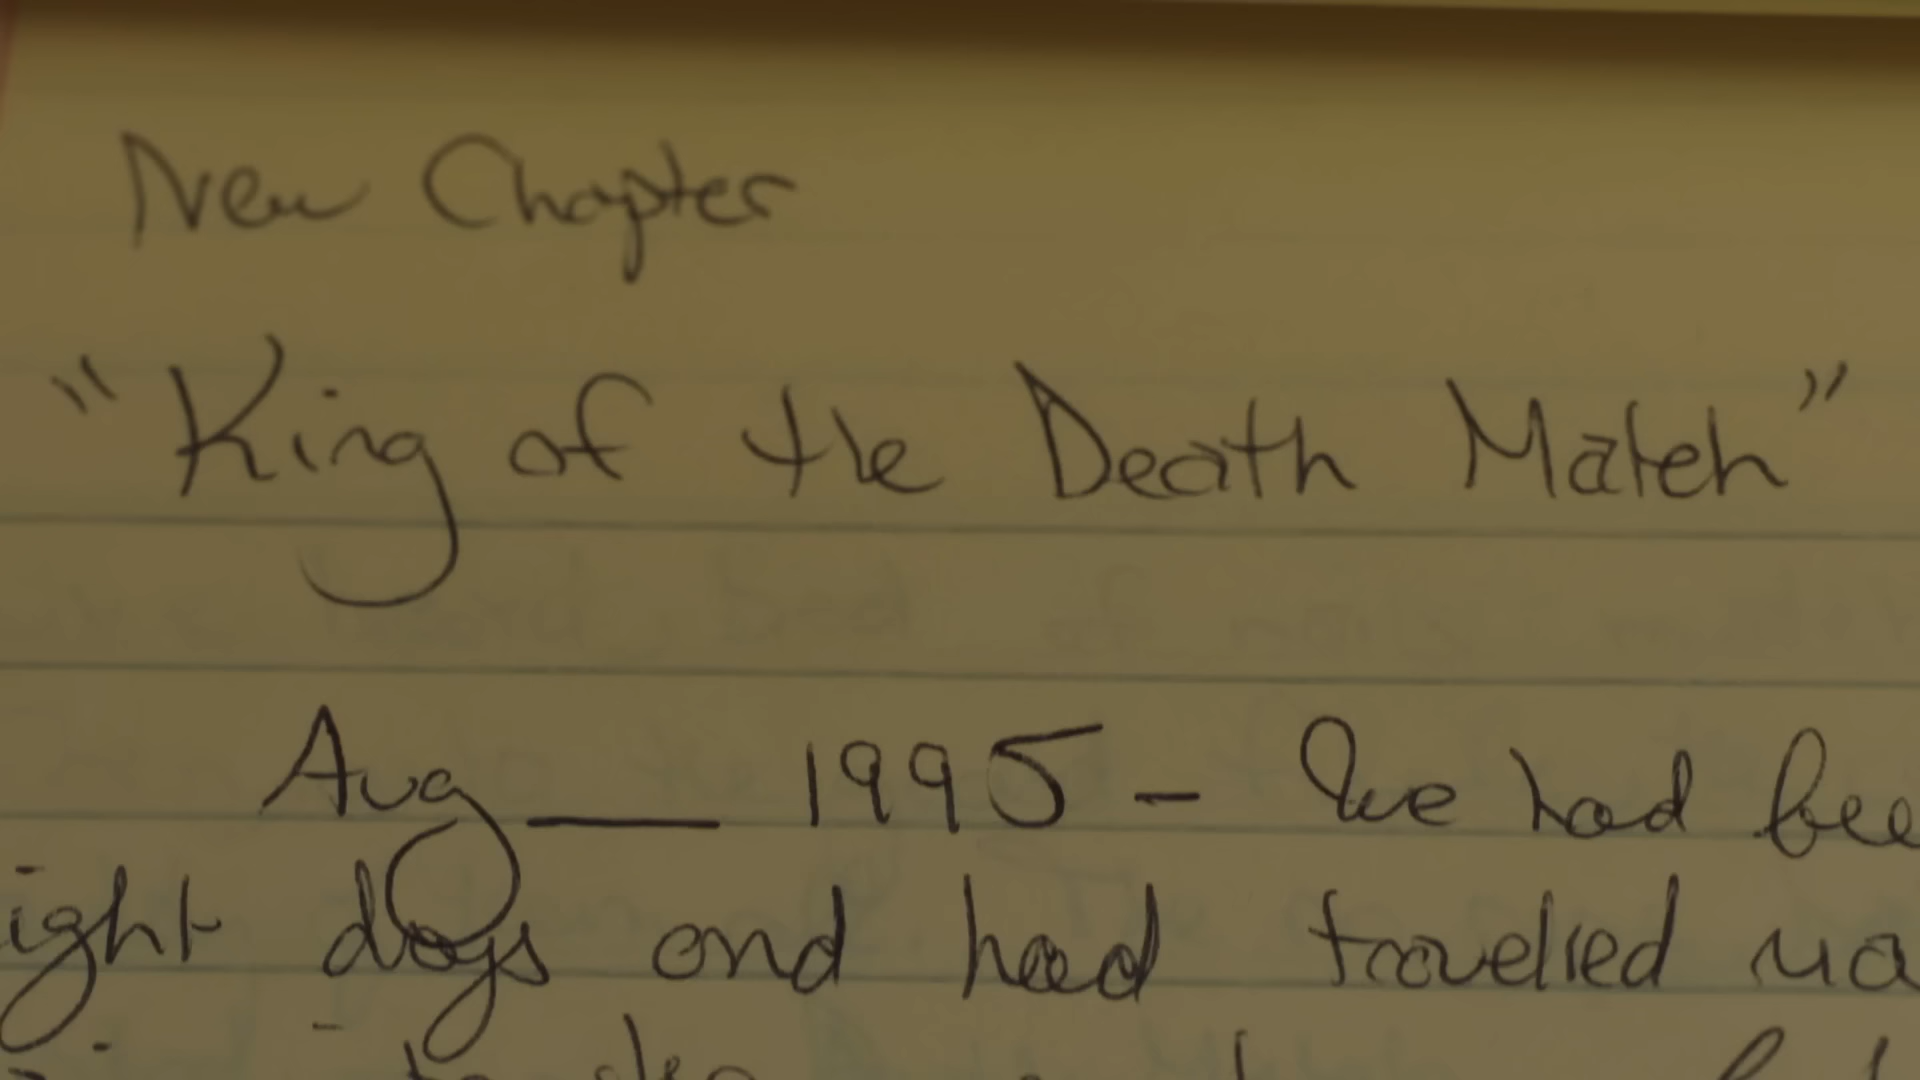 New Chapter
"King of the Death Match"
Aug ___ 1995 - We had bee
ight days and had travelled